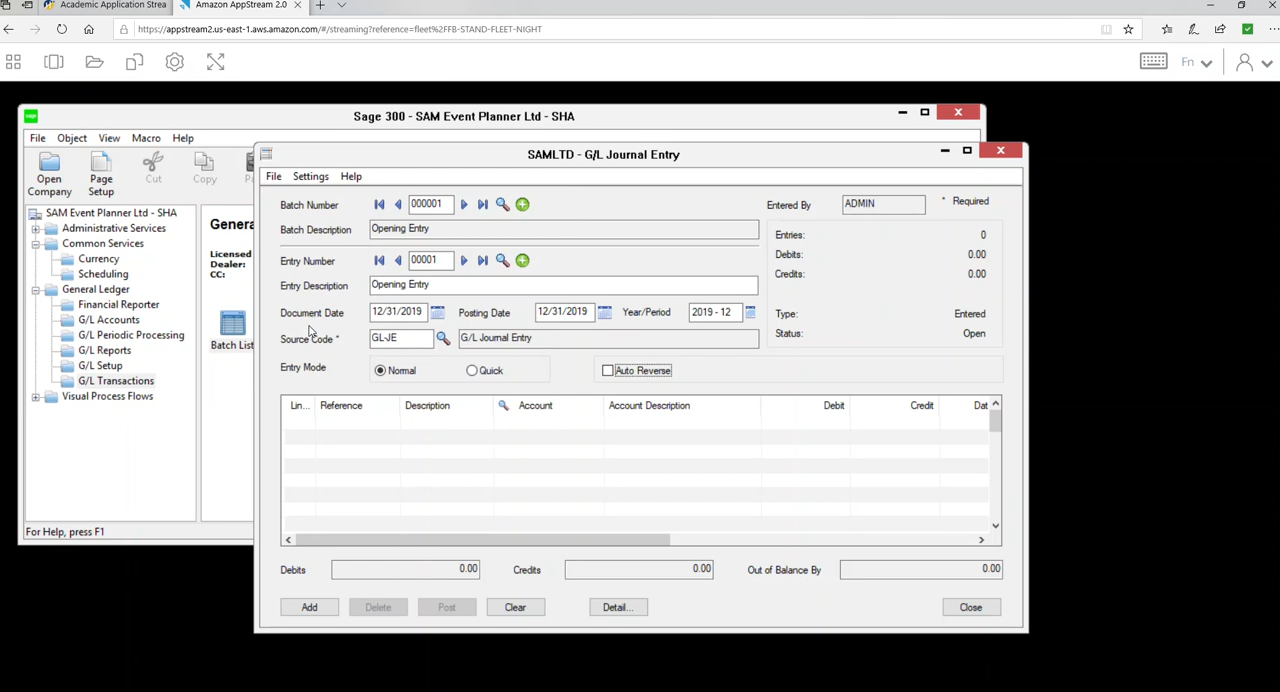 Academic Application Strea
Amazon AppStream 2.0
https://appstream2.us-east-1.aws.amazon.com/#/streaming?reference=fleet%2FFB-STAND-FLEET-NIGHT
Fn
sage
Sage 300 - SAM Event Planner Ltd - SHA
File Object View Macro Help
Open Company
Page Setup
Cut
Copy
SAM Event Planner Ltd - SHA
Administrative Services
Common Services
Currency
Scheduling
General Ledger
Financial Reporter
G/L Accounts
G/L Periodic Processing
G/L Reports
G/L Setup
G/L Transactions
Visual Process Flows
Genera
Licensed
Dealer:
CC:
Batch List
For Help, press F1
SAMLTD - G/L Journal Entry
File Settings Help
Batch Number 000001
Entered By ADMIN * Required
Batch Description Opening Entry
Entries: 0
Debits: 0.00
Credits: 0.00
Entry Number 00001
Entry Description Opening Entry
Document Date 12/31/2019 Posting Date 12/31/2019 Year/Period 2019 - 12
Type: Entered
Source Code * GL-JE G/L Journal Entry
Status: Open
Entry Mode Normal Quick Auto Reverse
Lin... Reference Description Account Account Description Debit Credit Dat
Debits 0.00 Credits 0.00 Out of Balance By 0.00
Add Delete Post Clear Detail... Close